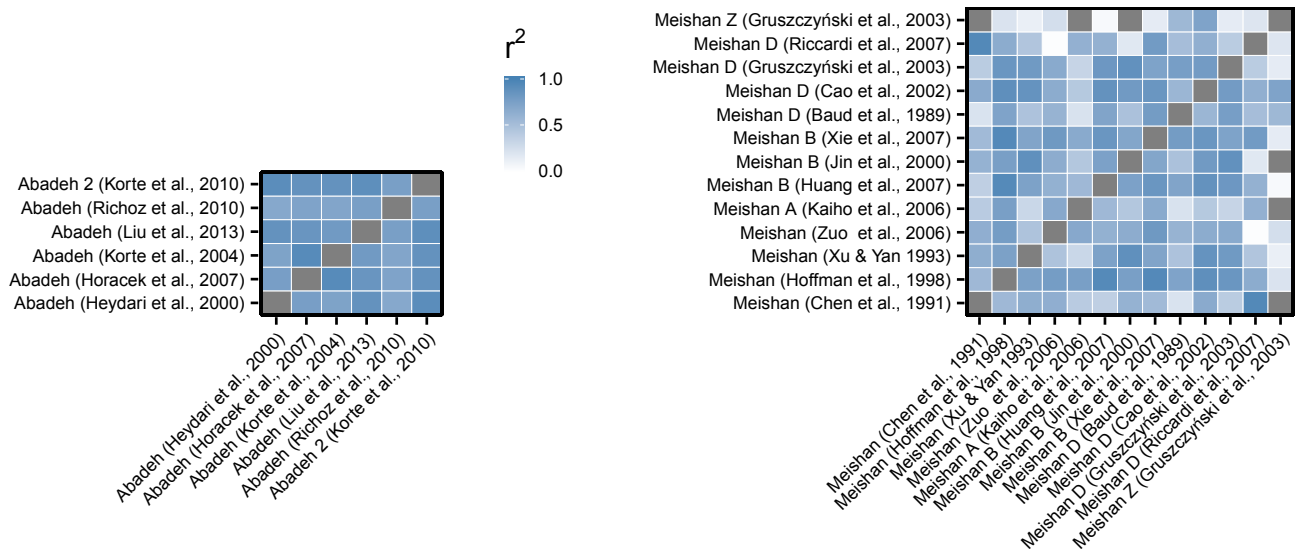 r2
1.0
0.5
0.0
Abadeh 2 (Korte et al., 2010)
Abadeh (Richoz et al., 2010)
Abadeh (Liu et al., 2013)
Abadeh (Korte et al., 2004)
Abadeh (Horacek et al., 2007)
Abadeh (Heydari et al., 2000)
Abadeh (Heydari et al., 2000)
Abadeh (Horacek et al., 2007)
Abadeh (Korte et al., 2004)
Abadeh (Liu et al., 2013)
Abadeh (Richoz et al., 2010)
Abadeh 2 (Korte et al., 2010)
Meishan Z (Gruszczyński et al., 2003)
Meishan D (Riccardi et al., 2007)
Meishan D (Gruszczyński et al., 2003)
Meishan D (Cao et al., 2002)
Meishan D (Baud et al., 1989)
Meishan B (Xie et al., 2007)
Meishan B (Jin et al., 2000)
Meishan B (Huang et al., 2007)
Meishan A (Kaiho et al., 2006)
Meishan (Zuo et al., 2006)
Meishan (Xu & Yan 1993)
Meishan (Hoffman et al., 1998)
Meishan (Chen et al., 1991)
Meishan (Chen et al., 1991)
Meishan (Hoffman et al., 1998)
Meishan (Xu & Yan 1993)
Meishan (Zuo et al., 2006)
Meishan A (Kaiho et al., 2006)
Meishan B (Huang et al., 2007)
Meishan B (Jin et al., 2000)
Meishan B (Xie et al., 2007)
Meishan D (Baud et al., 1989)
Meishan D (Cao et al., 2002)
Meishan D (Gruszczyński et al., 2003)
Meishan D (Riccardi et al., 2007)
Meishan Z (Gruszczyński et al., 2003)